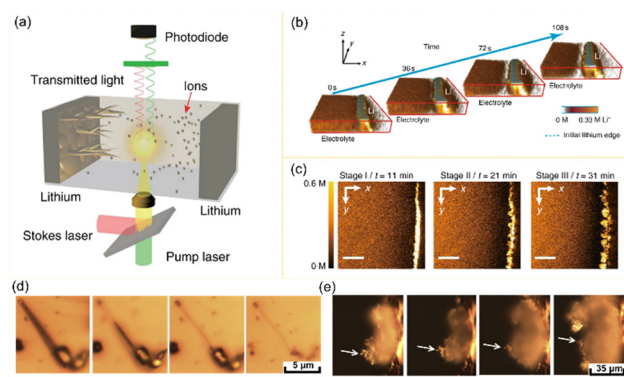 (a)
Photodiode
Transmitted light
Ions
Lithium
Lithium
Stokes laser
Pump laser
(b)
z
y
x
Time
0 s
36s
72 s
108 s
Li
Li
Li
Li
Electrolyte
Electrolyte
Electrolyte
Electrolyte
0 M
0.33 M Li⁺
Initial lithium edge
(c)
Stage I / t = 11 min
Stage II / t = 21 min
Stage III / t = 31 min
0.6 M
0 M
x
y
x
y
x
y
(d)
5 μm
(e)
35 μm